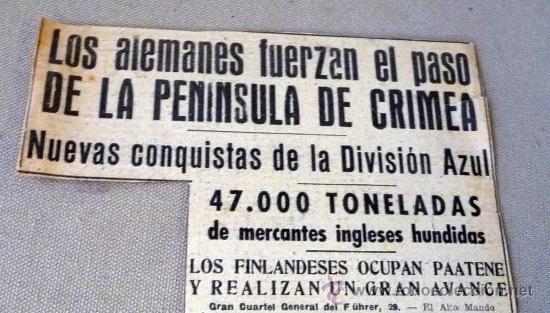 Los alemanes fuerzan el paso
DE LA PENINSULA DE CRIMEA
Nuevas conquistas de la División Azul
47.000 TONELADAS
de mercantes ingleses hundidas
LOS FINLANDESES OCUPAN PAATENE
Y REALIZAN UN GRAN AVANCE
Gran Cuartel General del Führer, 29. — El Alto Mando
todocoleccion.net